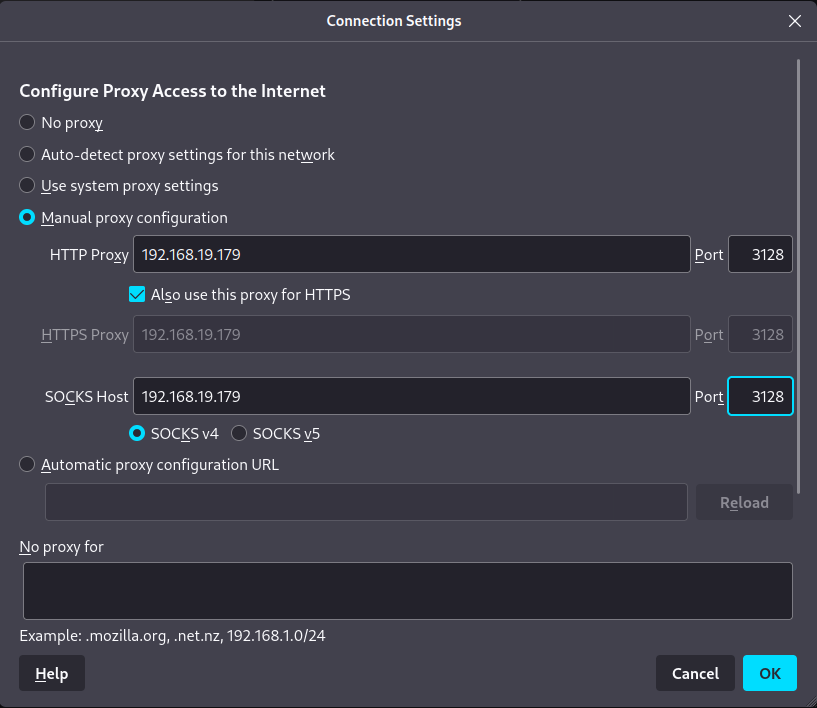 Connection Settings
Configure Proxy Access to the Internet
No proxy
Auto-detect proxy settings for this network
Use system proxy settings
Manual proxy configuration
HTTP Proxy 192.168.19.179 Port 3128
Also use this proxy for HTTPS
HTTPS Proxy 192.168.19.179 Port 3128
SOCKS Host 192.168.19.179 Port 3128
SOCKS v4 SOCKS v5
Automatic proxy configuration URL
Reload
No proxy for
Example: .mozilla.org, .net.nz, 192.168.1.0/24
Help Cancel OK